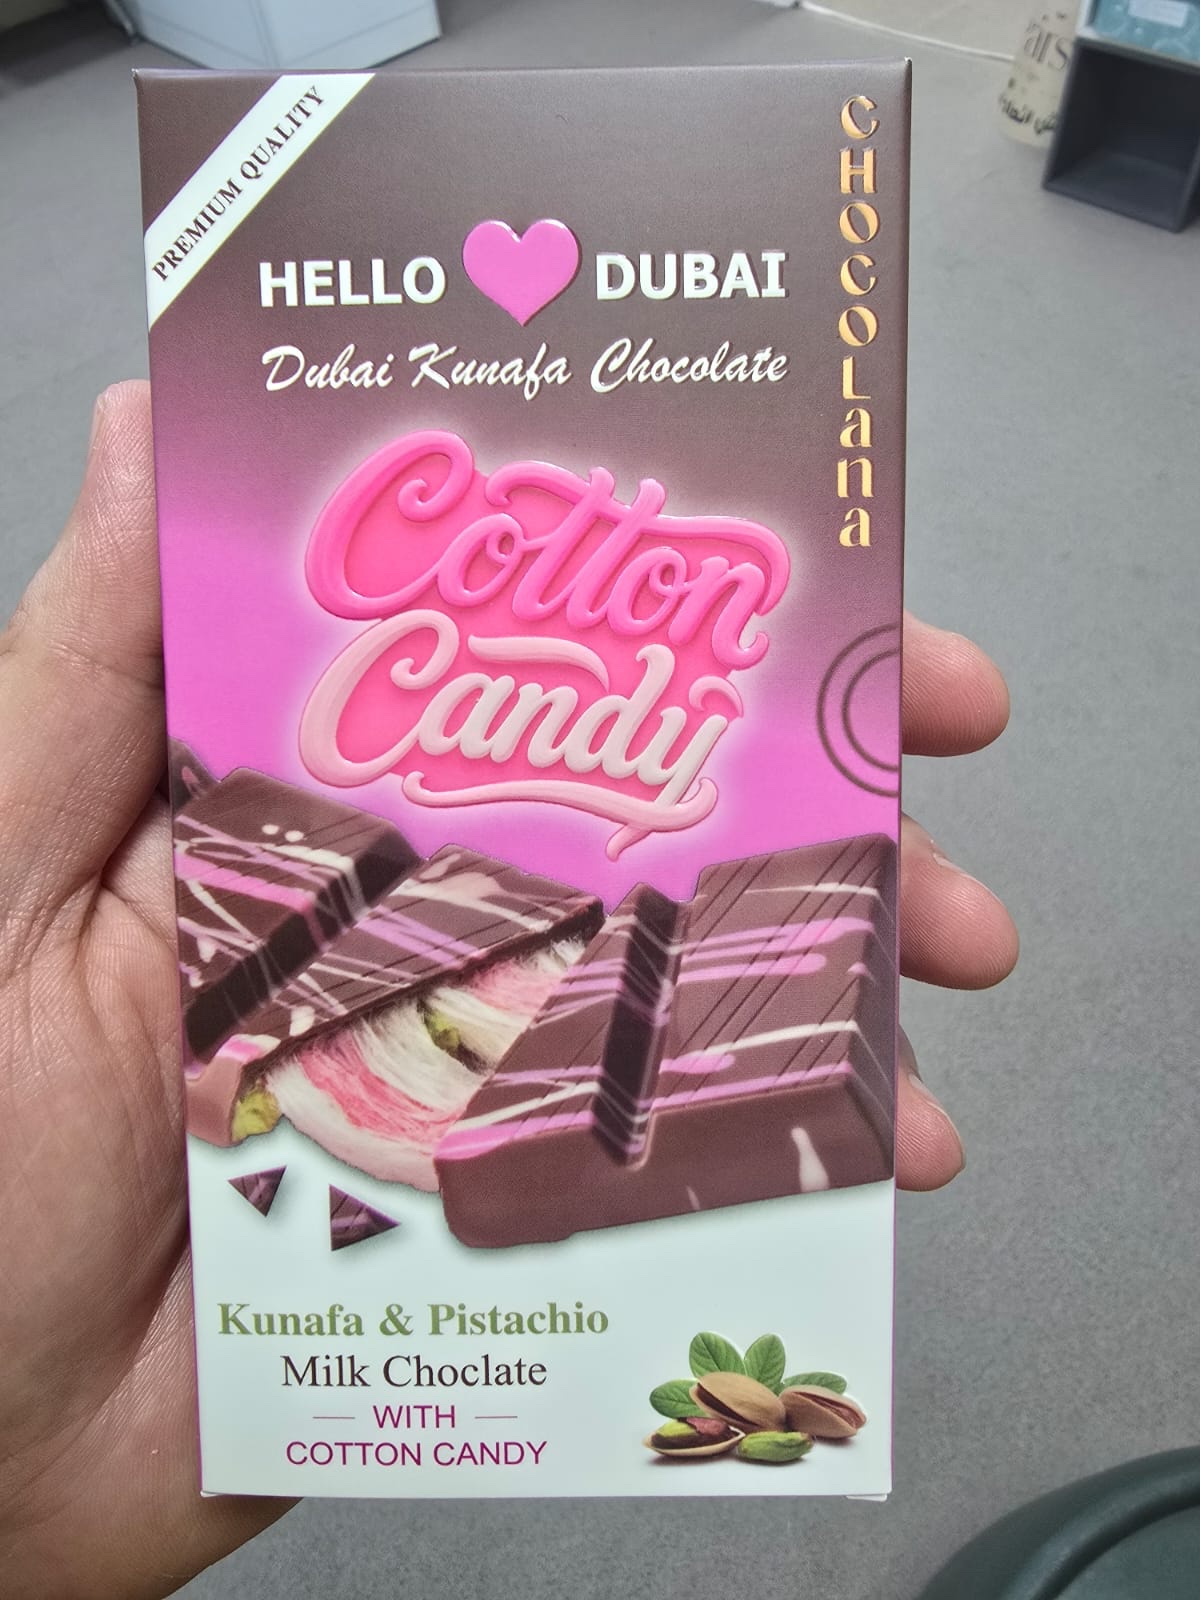 PREMIUM QUALITY
HELLO DUBAI
Dubai Kunafa Chocolate
CHOCOLANA
Cotton
Candy
Kunafa & Pistachio
Milk Choclate
WITH
COTTON CANDY